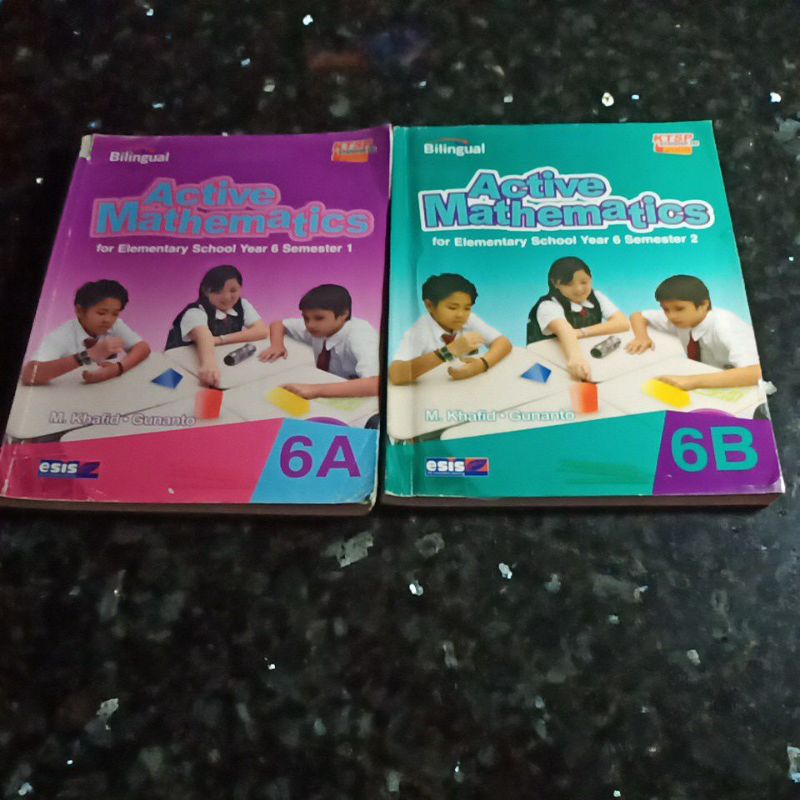 Bilingual
KTSP
Active
Mathematics
for Elementary School Year 6 Semester 1
M. Khafid • Gunanto
esis
6A
Bilingual
KTSP
Active
Mathematics
for Elementary School Year 6 Semester 2
M. Khafid • Gunanto
esis
6B